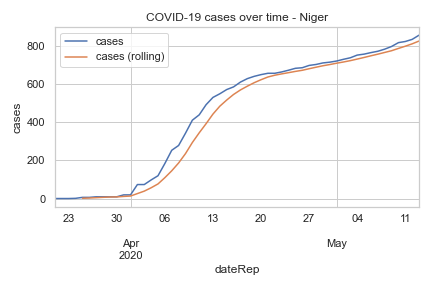 COVID-19 cases over time - Niger
cases
cases (rolling)
800
600
400
200
0
cases
23 30 06 13 20 27 04 11
Apr May
2020
dateRep